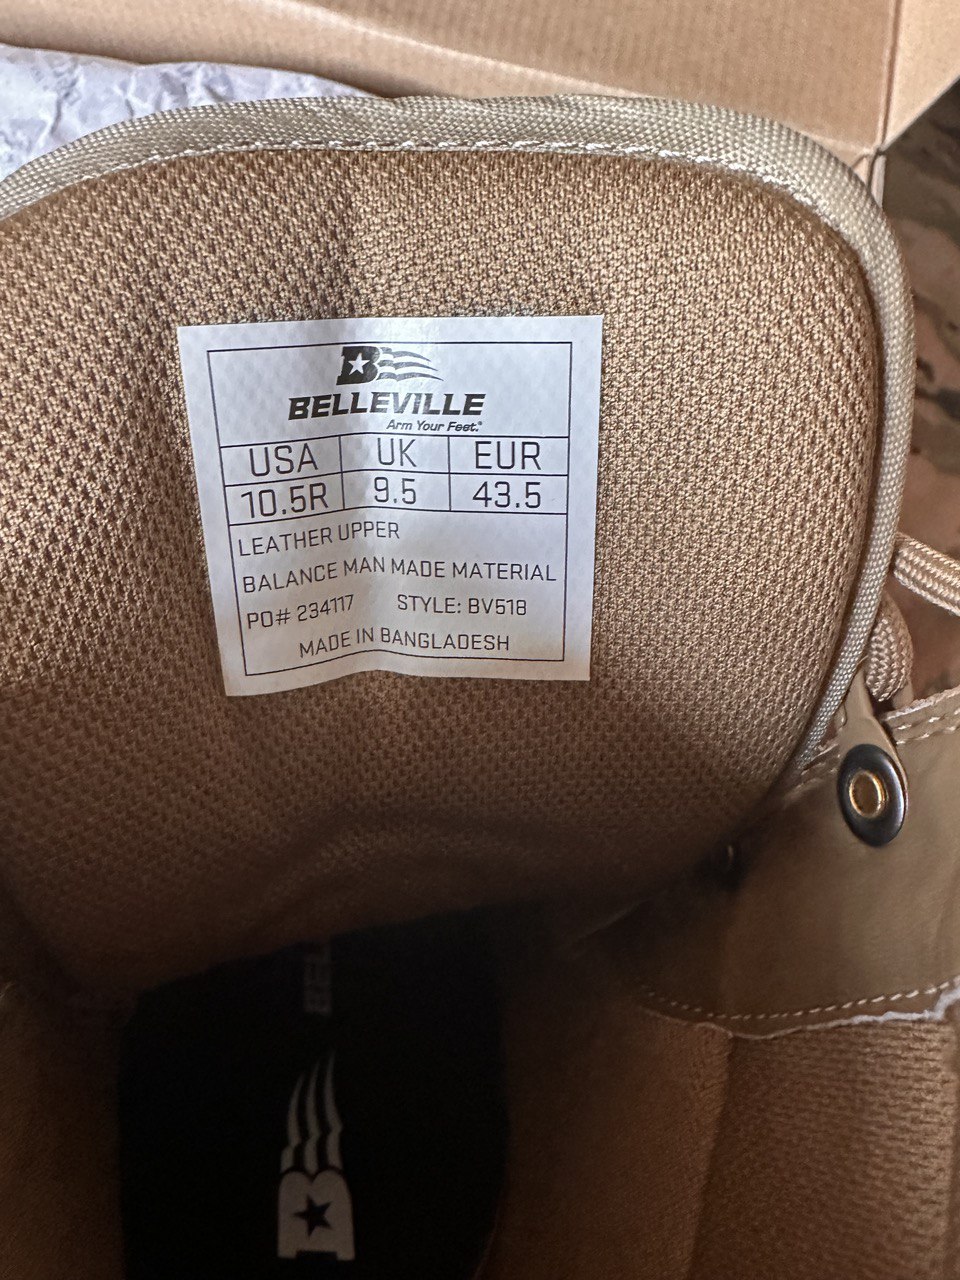 BELLEVILLE
Arm Your Feet.®
USA UK EUR
10.5R 9.5 43.5
LEATHER UPPER
BALANCE MAN MADE MATERIAL
PO# 234117 STYLE: BV518
MADE IN BANGLADESH